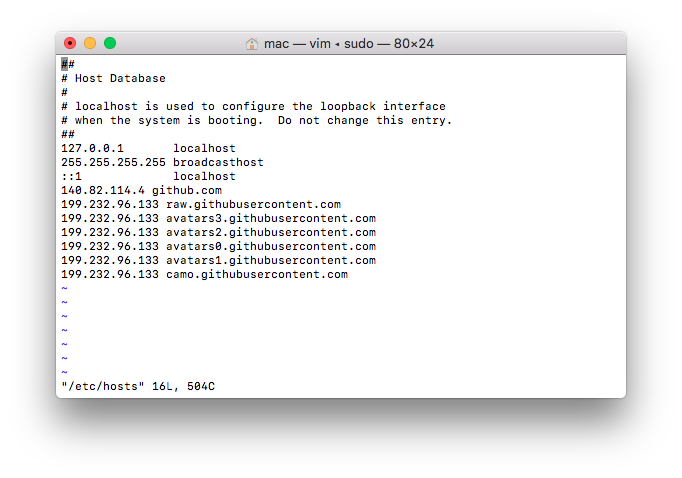 mac — vim ◂ sudo — 80×24
##
# Host Database
#
# localhost is used to configure the loopback interface
# when the system is booting.  Do not change this entry.
##
127.0.0.1       localhost
255.255.255.255 broadcasthost
::1             localhost
140.82.114.4 github.com
199.232.96.133 raw.githubusercontent.com
199.232.96.133 avatars3.githubusercontent.com
199.232.96.133 avatars2.githubusercontent.com
199.232.96.133 avatars0.githubusercontent.com
199.232.96.133 avatars1.githubusercontent.com
199.232.96.133 camo.githubusercontent.com
~
~
~
~
~
~
~
"/etc/hosts" 16L, 504C